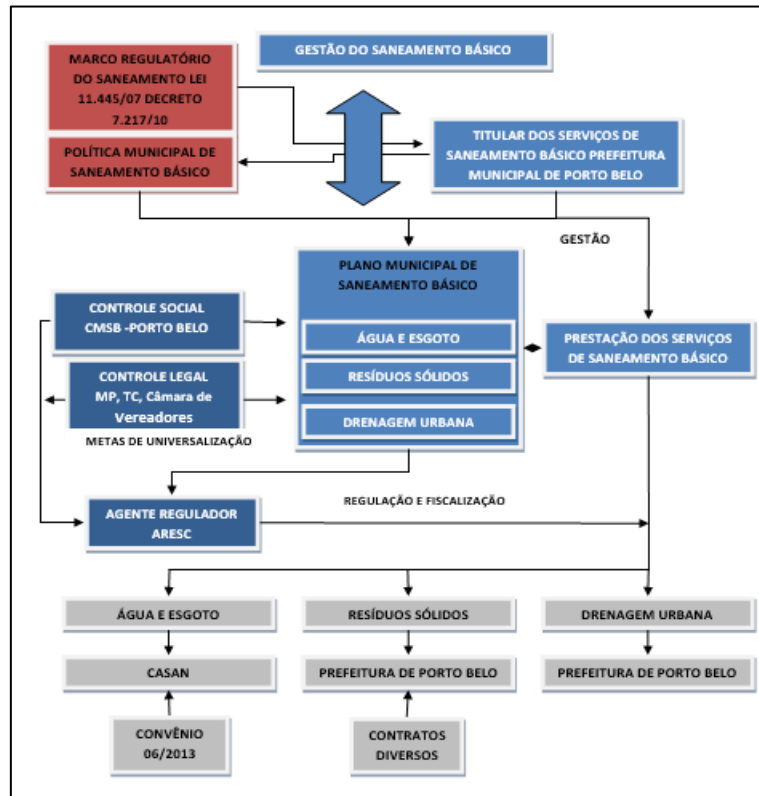 GESTÃO DO SANEAMENTO BÁSICO
MARCO REGULATÓRIO
DO SANEAMENTO LEI
11.445/07 DECRETO
7.217/10
POLÍTICA MUNICIPAL DE
SANEAMENTO BÁSICO
TITULAR DOS SERVIÇOS DE
SANEAMENTO BÁSICO PREFEITURA
MUNICIPAL DE PORTO BELO
GESTÃO
PLANO MUNICIPAL DE
SANEAMENTO BÁSICO
ÁGUA E ESGOTO
RESÍDUOS SÓLIDOS
DRENAGEM URBANA
CONTROLE SOCIAL
CMSB -PORTO BELO
CONTROLE LEGAL
MP, TC, Câmara de
Vereadores
METAS DE UNIVERSALIZAÇÃO
PRESTAÇÃO DOS SERVIÇOS
DE SANEAMENTO BÁSICO
AGENTE REGULADOR
ARESC
REGULAÇÃO E FISCALIZAÇÃO
ÁGUA E ESGOTO
RESÍDUOS SÓLIDOS
DRENAGEM URBANA
CASAN
PREFEITURA DE PORTO BELO
PREFEITURA DE PORTO BELO
CONVÊNIO
06/2013
CONTRATOS
DIVERSOS